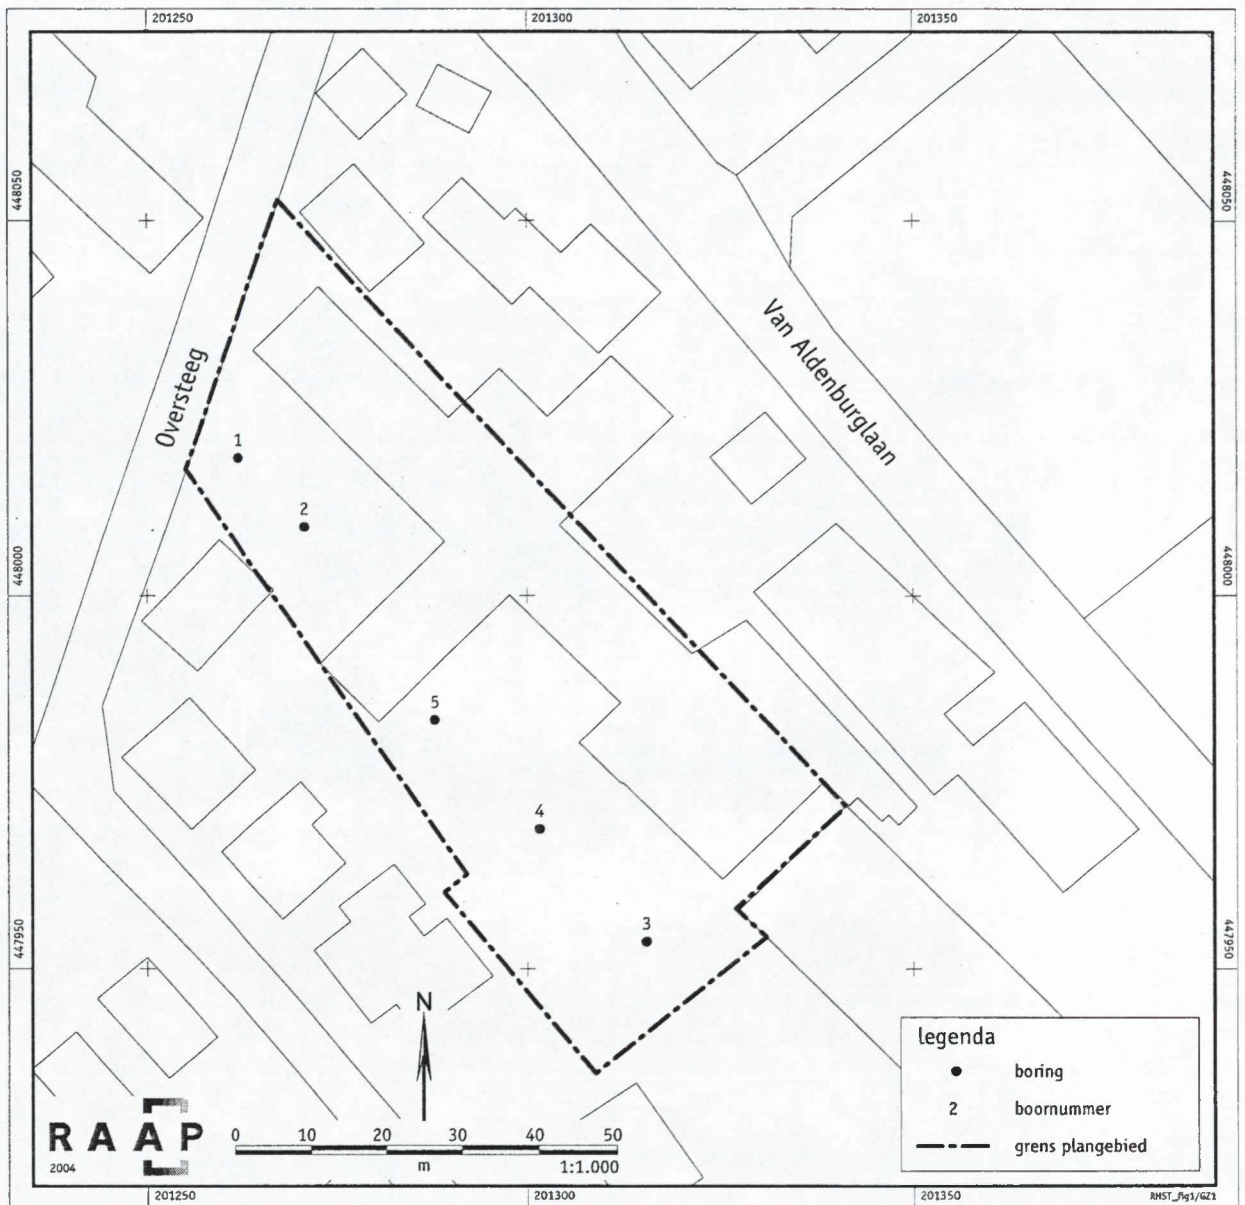 201250 201300 201350
448050 448050
Van Aldenburglaan
Oversteeg
1
2
448000 448000
5
4
3
447950 447950
N
legenda
boring
2 boornummer
grens plangebied
RAAP
2004
0 10 20 30 40 50
m 1:1.000
201250 201300 201350
RHST_fig1/GZ1